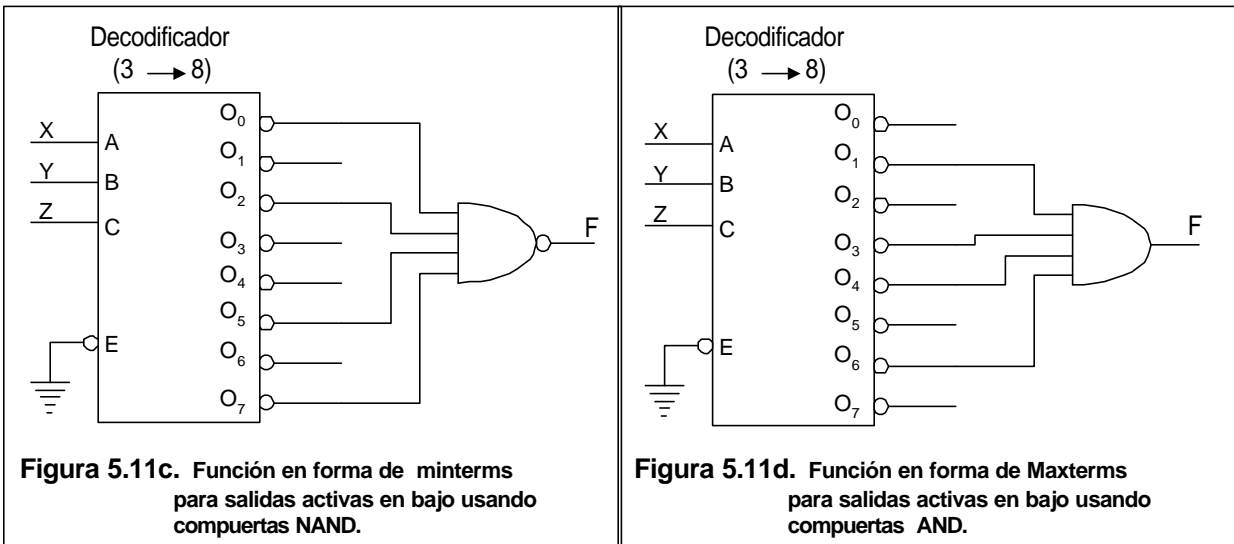 Decodificador
(3 → 8)
X
Y
Z
A
B
C
E
O0
O1
O2
O3
O4
O5
O6
O7
F
Figura 5.11c. Función en forma de minterms
para salidas activas en bajo usando
compuertas NAND.
Decodificador
(3 → 8)
X
Y
Z
A
B
C
E
O0
O1
O2
O3
O4
O5
O6
O7
F
Figura 5.11d. Función en forma de Maxterms
para salidas activas en bajo usando
compuertas AND.